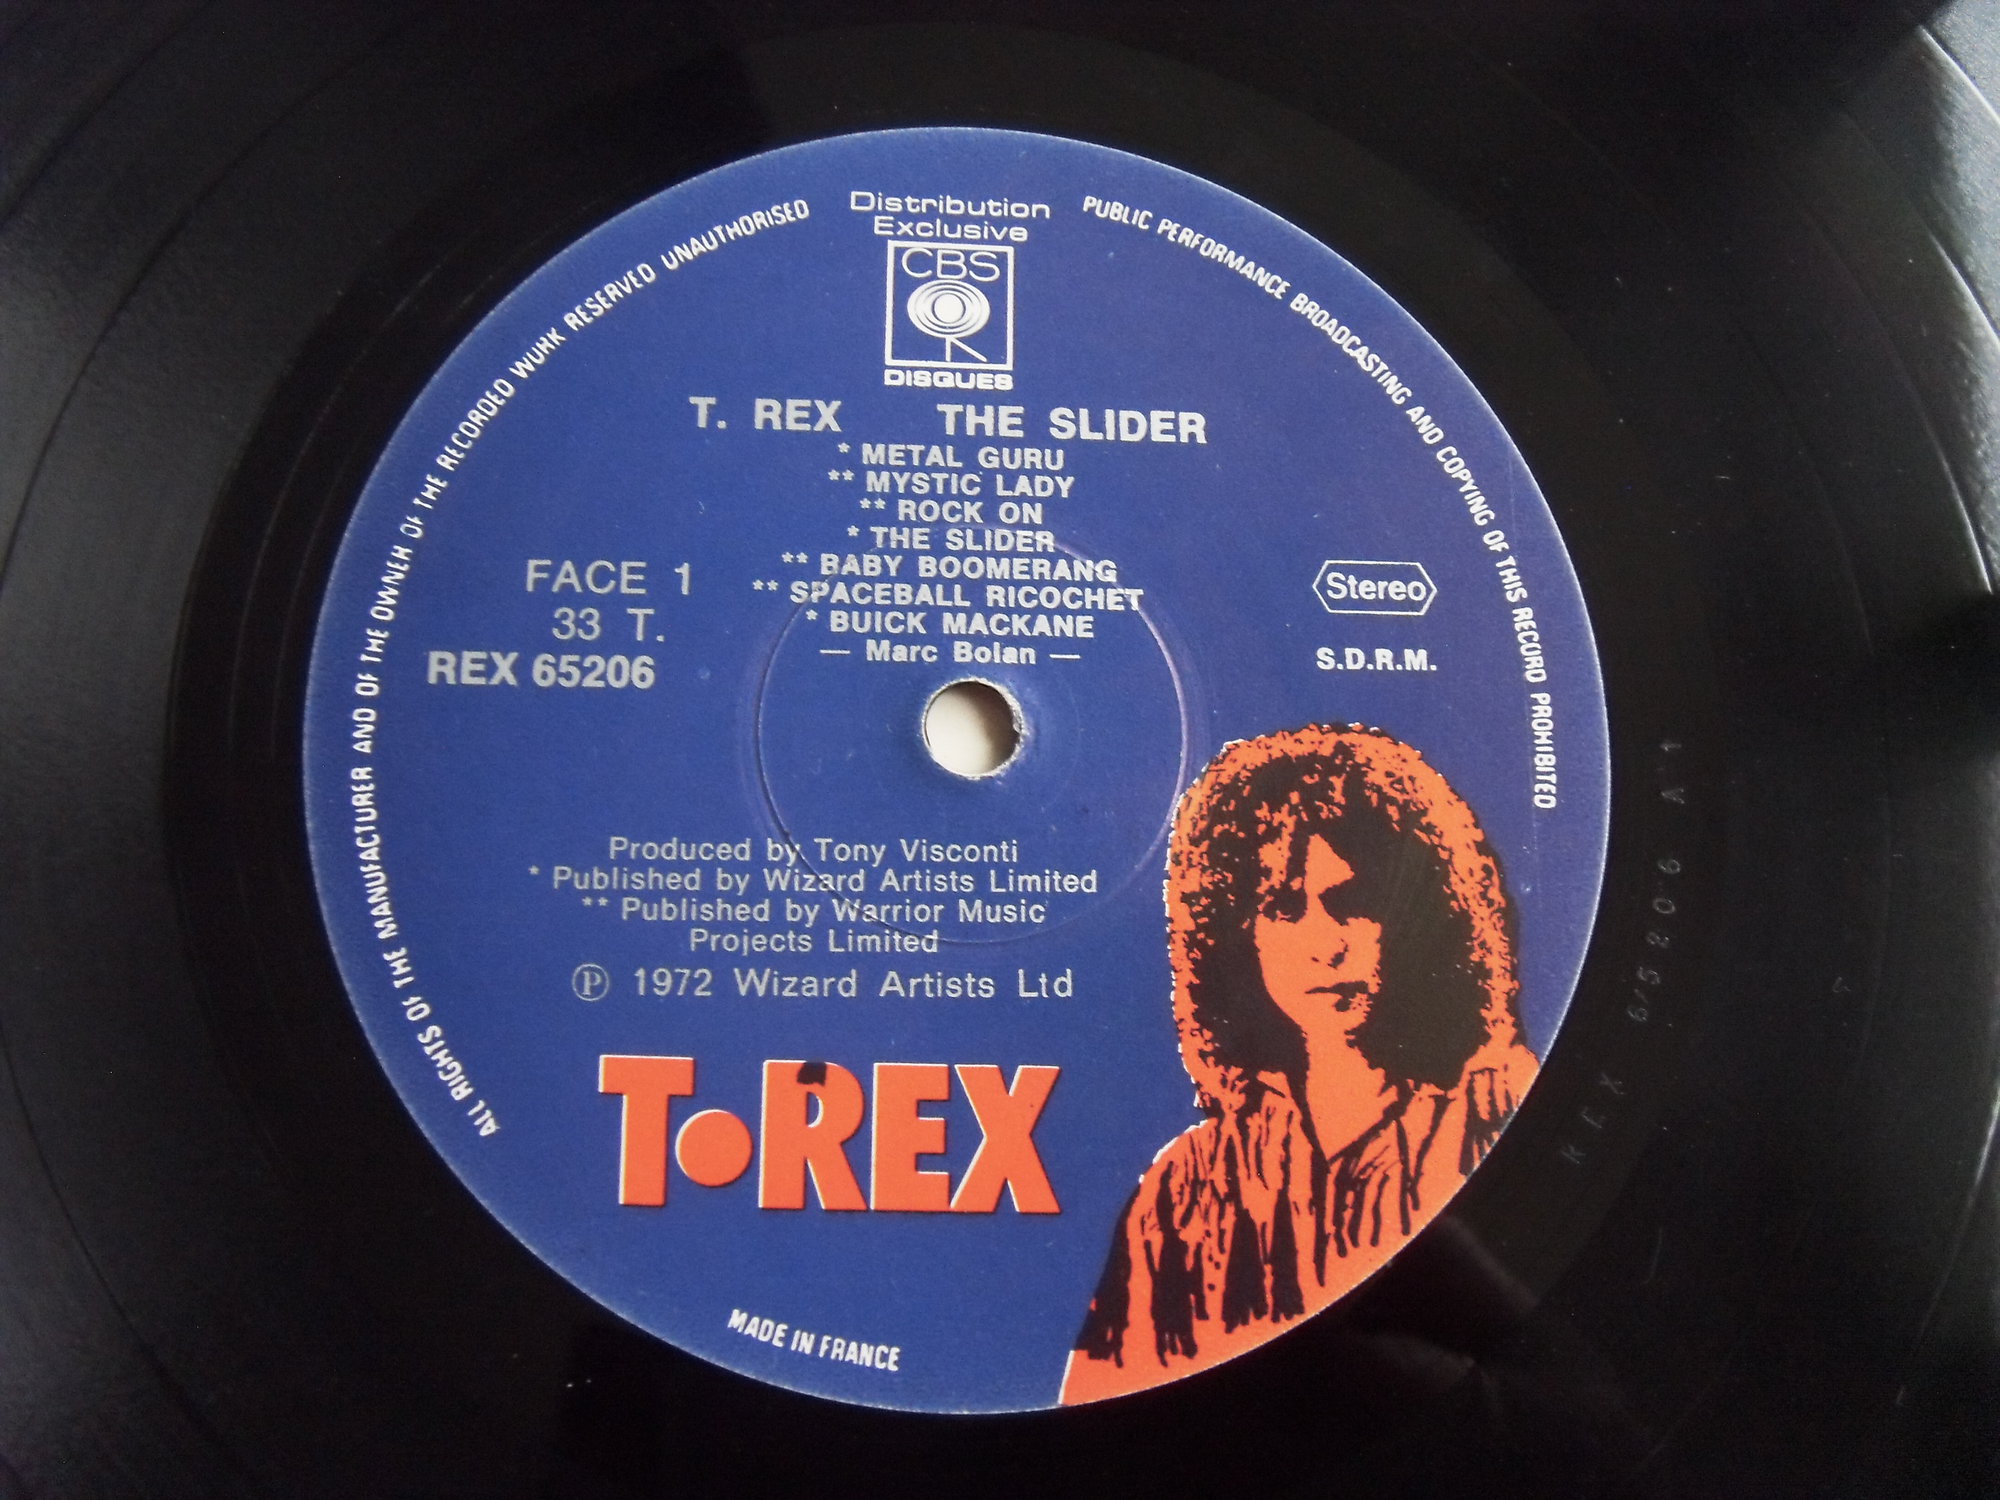 ALL RIGHTS OF THE MANUFACTURER AND OF THE OWNER OF THE RECORDED WORK RESERVED UNAUTHORISED
PUBLIC PERFORMANCE BROADCASTING AND COPYING OF THIS RECORD PROHIBITED
Distribution
Exclusive
CBS
DISQUES
T. REX THE SLIDER
* METAL GURU
** MYSTIC LADY
** ROCK ON
* THE SLIDER
** BABY BOOMERANG
** SPACEBALL RICOCHET
* BUICK MACKANE
— Marc Bolan —
FACE 1
33 T.
REX 65206
Stereo
S.D.R.M.
Produced by Tony Visconti
* Published by Wizard Artists Limited
** Published by Warrior Music
Projects Limited
Ⓟ 1972 Wizard Artists Ltd
T•REX
MADE IN FRANCE
REX 65206 A 1